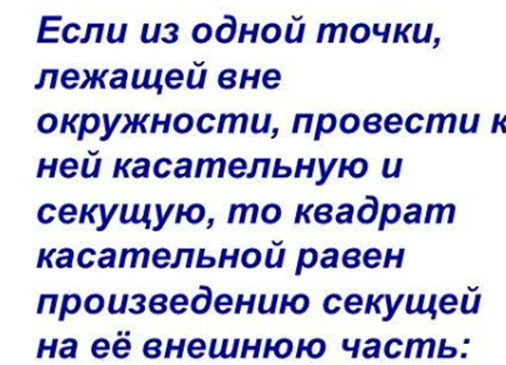 Если из одной точки,
лежащей вне
окружности, провести к
ней касательную и
секущую, то квадрат
касательной равен
произведению секущей
на её внешнюю часть: